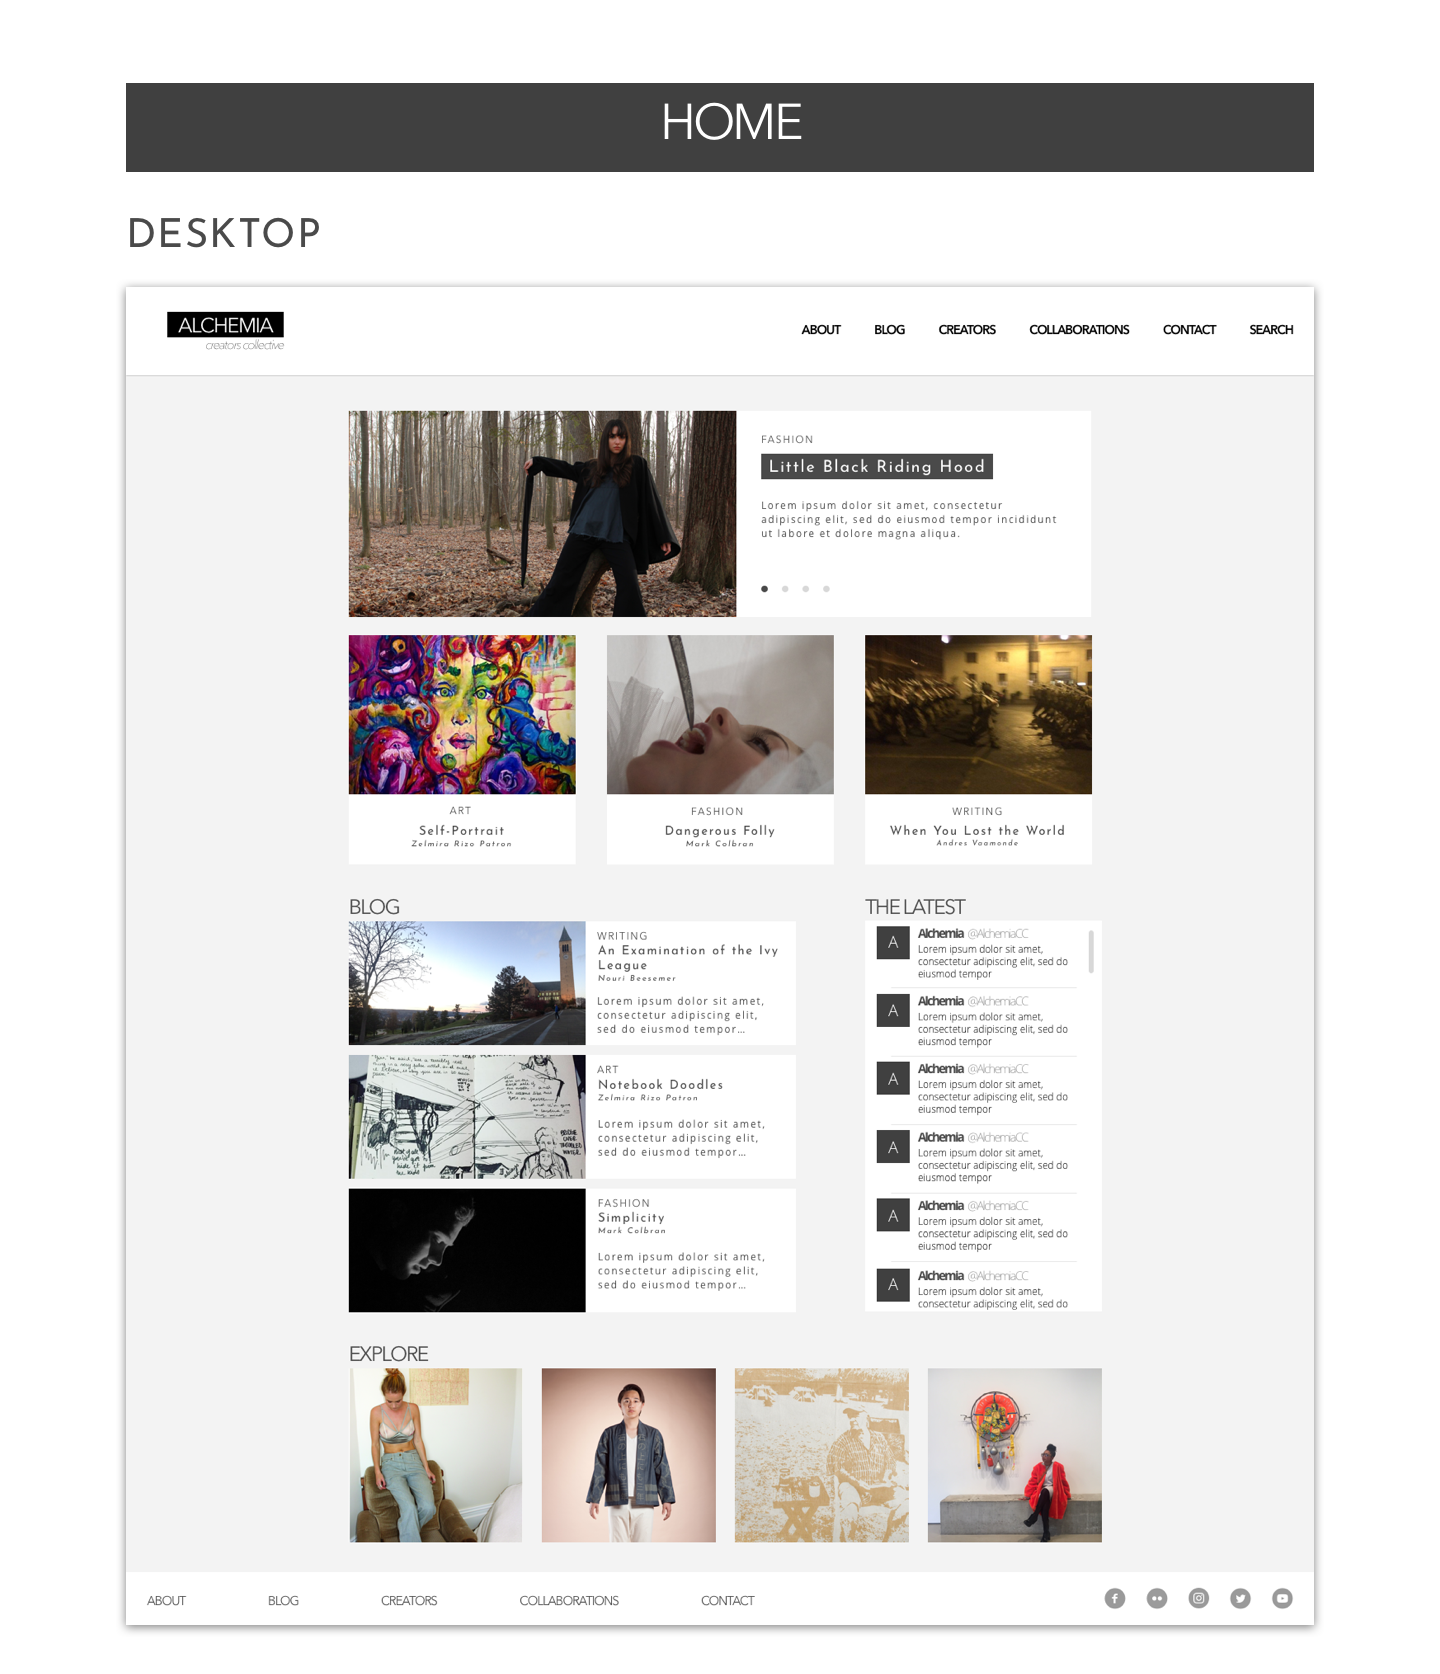 HOME
DESKTOP
ALCHEMIA
creators collective
ABOUT BLOG CREATORS COLLABORATIONS CONTACT SEARCH
FASHION
Little Black Riding Hood
Lorem ipsum dolor sit amet, consectetur
adipiscing elit, sed do eiusmod tempor incididunt
ut labore et dolore magna aliqua.
ART
Self-Portrait
Zelmira Rizo Patron
FASHION
Dangerous Folly
Mark Colbran
WRITING
When You Lost the World
Andres Vaamonde
BLOG
WRITING
An Examination of the Ivy
League
Nouri Beesemer
Lorem ipsum dolor sit amet,
consectetur adipiscing elit,
sed do eiusmod tempor...
ART
Notebook Doodles
Zelmira Rizo Patron
Lorem ipsum dolor sit amet,
consectetur adipiscing elit,
sed do eiusmod tempor...
BRIDGE
OVER
TROUBLED
WATER
FASHION
Simplicity
Mark Colbran
Lorem ipsum dolor sit amet,
consectetur adipiscing elit,
sed do eiusmod tempor...
THE LATEST
A
Alchemia @AlchemiaCC
Lorem ipsum dolor sit amet,
consectetur adipiscing elit, sed do
eiusmod tempor
A
Alchemia @AlchemiaCC
Lorem ipsum dolor sit amet,
consectetur adipiscing elit, sed do
eiusmod tempor
A
Alchemia @AlchemiaCC
Lorem ipsum dolor sit amet,
consectetur adipiscing elit, sed do
eiusmod tempor
A
Alchemia @AlchemiaCC
Lorem ipsum dolor sit amet,
consectetur adipiscing elit, sed do
eiusmod tempor
A
Alchemia @AlchemiaCC
Lorem ipsum dolor sit amet,
consectetur adipiscing elit, sed do
eiusmod tempor
A
Alchemia @AlchemiaCC
Lorem ipsum dolor sit amet,
consectetur adipiscing elit, sed do
EXPLORE
ABOUT BLOG CREATORS COLLABORATIONS CONTACT